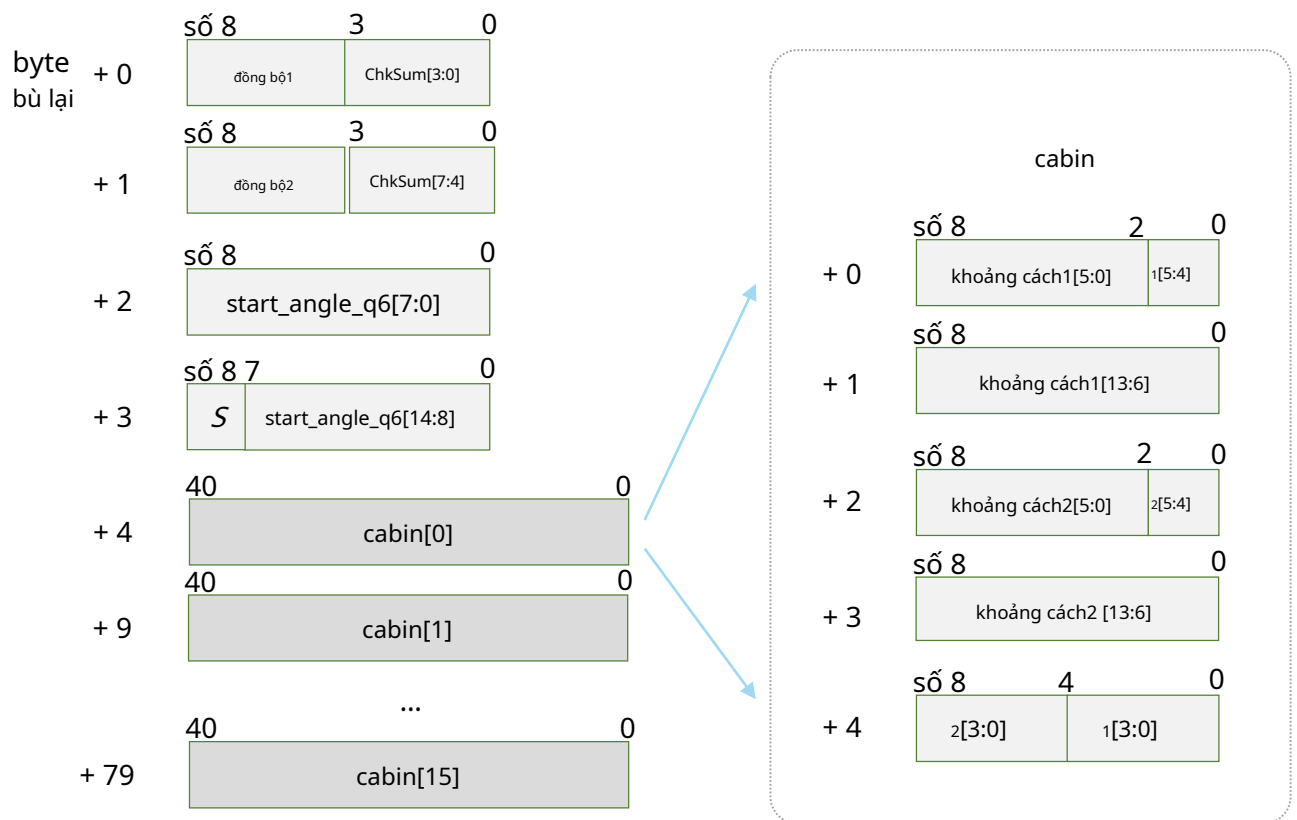 số 8 3 0
byte
bù lại
+ 0
đồng bộ1 ChkSum[3:0]
số 8 3 0
+ 1
đồng bộ2 ChkSum[7:4]
số 8 0
+ 2
start_angle_q6[7:0]
số 8 7 0
+ 3
S start_angle_q6[14:8]
40 0
+ 4
cabin[0]
40 0
+ 9
cabin[1]
...
40 0
+ 79
cabin[15]
cabin
số 8 2 0
+ 0
khoảng cách1[5:0] 1[5:4]
số 8 0
+ 1
khoảng cách1[13:6]
số 8 2 0
+ 2
khoảng cách2[5:0] 2[5:4]
số 8 0
+ 3
khoảng cách2 [13:6]
số 8 4 0
+ 4
2[3:0] 1[3:0]